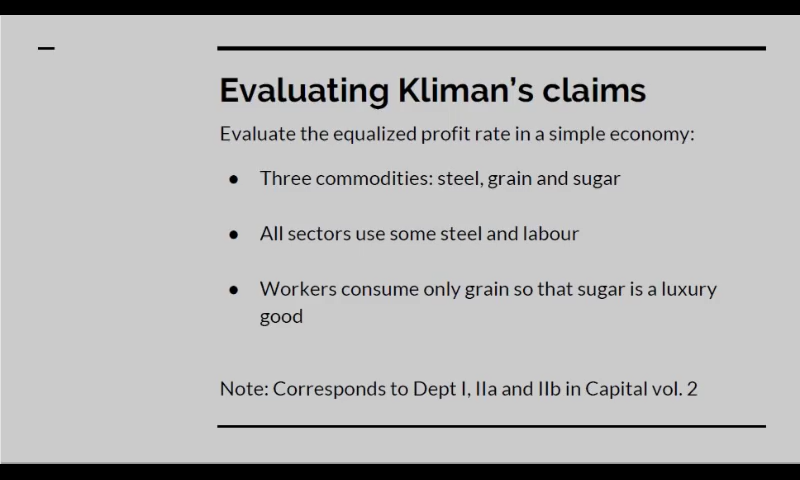 Evaluating Kliman's claims
Evaluate the equalized profit rate in a simple economy:
● Three commodities: steel, grain and sugar
● All sectors use some steel and labour
● Workers consume only grain so that sugar is a luxury
good
Note: Corresponds to Dept I, IIa and IIb in Capital vol. 2